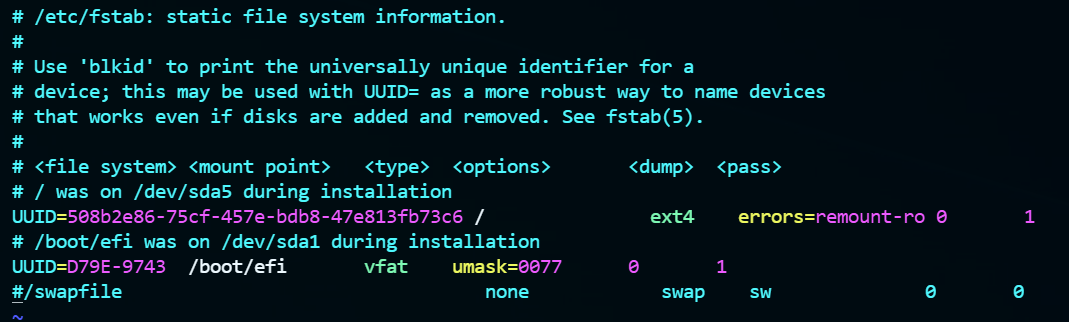 # /etc/fstab: static file system information.
#
# Use 'blkid' to print the universally unique identifier for a
# device; this may be used with UUID= as a more robust way to name devices
# that works even if disks are added and removed. See fstab(5).
#
# <file system> <mount point>   <type>  <options>       <dump>  <pass>
# / was on /dev/sda5 during installation
UUID=508b2e86-75cf-457e-bdb8-47e813fb73c6 /               ext4    errors=remount-ro 0       1
# /boot/efi was on /dev/sda1 during installation
UUID=D79E-9743  /boot/efi       vfat    umask=0077      0       1
#/swapfile                                 none            swap    sw              0       0
~